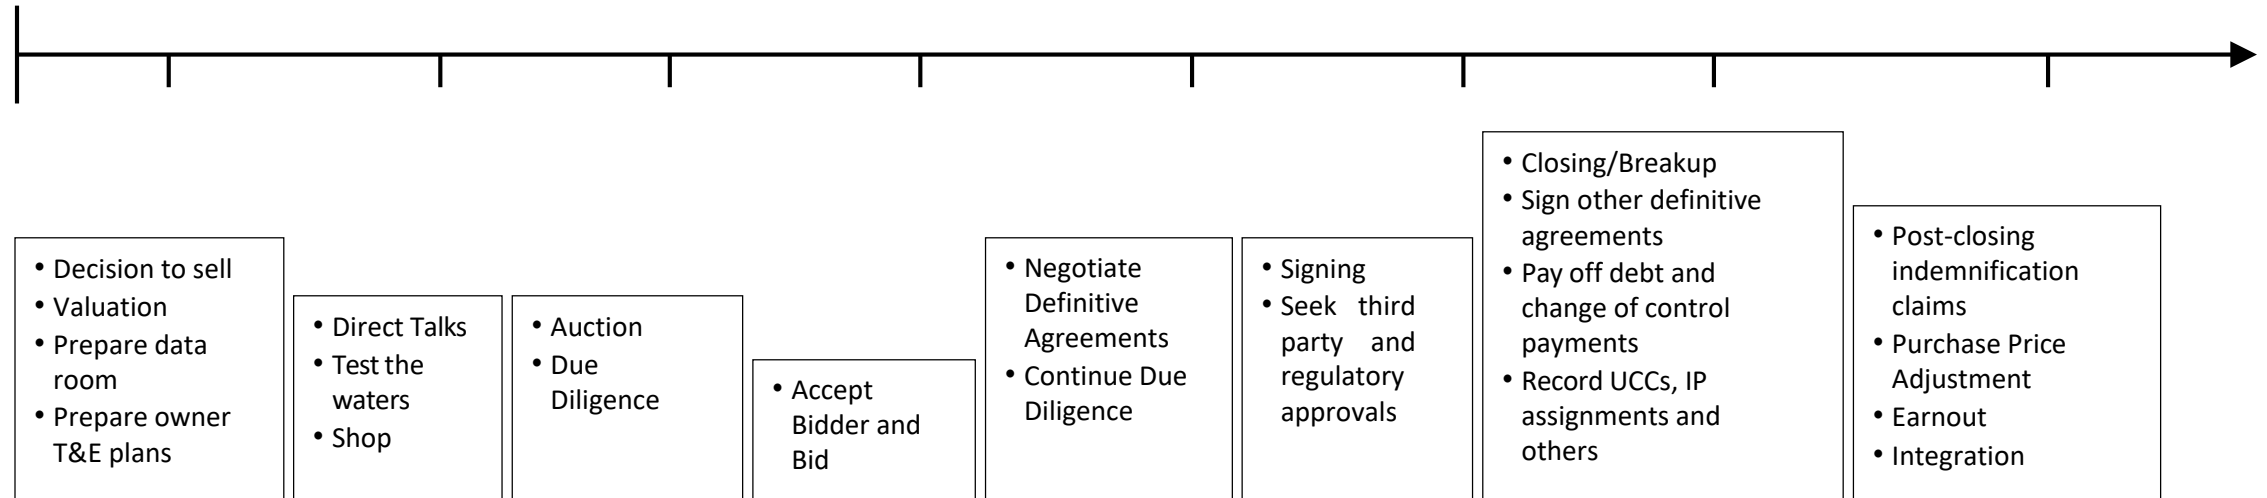 • Decision to sell
• Valuation
• Prepare data
room
• Prepare owner
T&E plans
• Direct Talks
• Test the
waters
• Shop
• Auction
• Due
Diligence
• Accept
Bidder and
Bid
• Negotiate
Definitive
Agreements
• Continue Due
Diligence
• Signing
• Seek third
party and
regulatory
approvals
• Closing/Breakup
• Sign other definitive
agreements
• Pay off debt and
change of control
payments
• Record UCCs, IP
assignments and
others
• Post-closing
indemnification
claims
• Purchase Price
Adjustment
• Earnout
• Integration